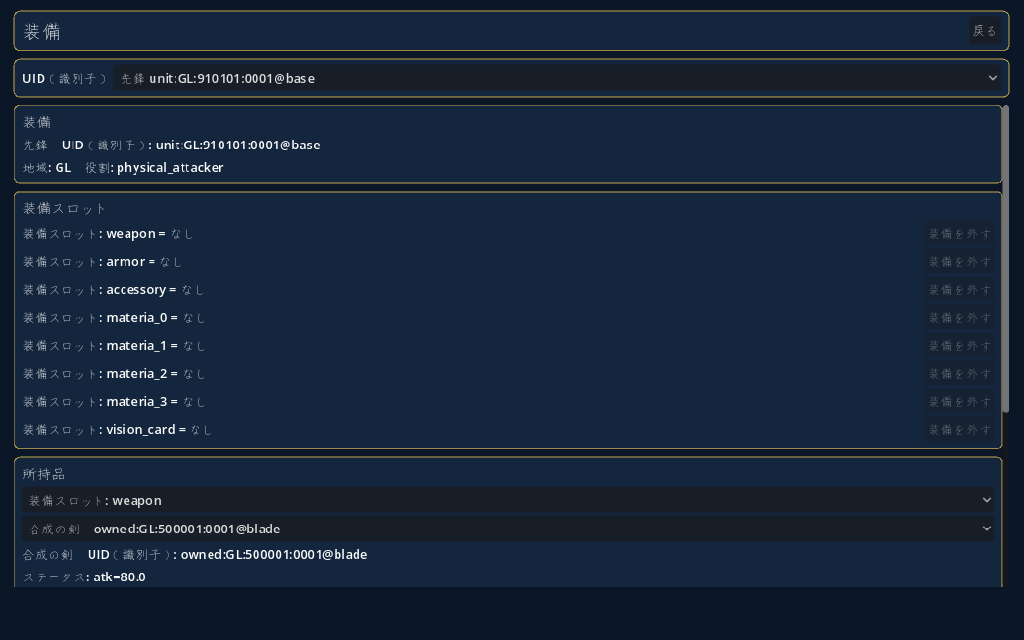 装備
戻る
UID（識別子） 先鋒 unit:GL:910101:0001@base
装備
先鋒　UID（識別子）: unit:GL:910101:0001@base
地域: GL　役割: physical_attacker
装備スロット
装備スロット: weapon = なし 装備を外す
装備スロット: armor = なし 装備を外す
装備スロット: accessory = なし 装備を外す
装備スロット: materia_0 = なし 装備を外す
装備スロット: materia_1 = なし 装備を外す
装備スロット: materia_2 = なし 装備を外す
装備スロット: materia_3 = なし 装備を外す
装備スロット: vision_card = なし 装備を外す
所持品
装備スロット: weapon
合成の剣　owned:GL:500001:0001@blade
合成の剣　UID（識別子）: owned:GL:500001:0001@blade
ステータス: atk=80.0